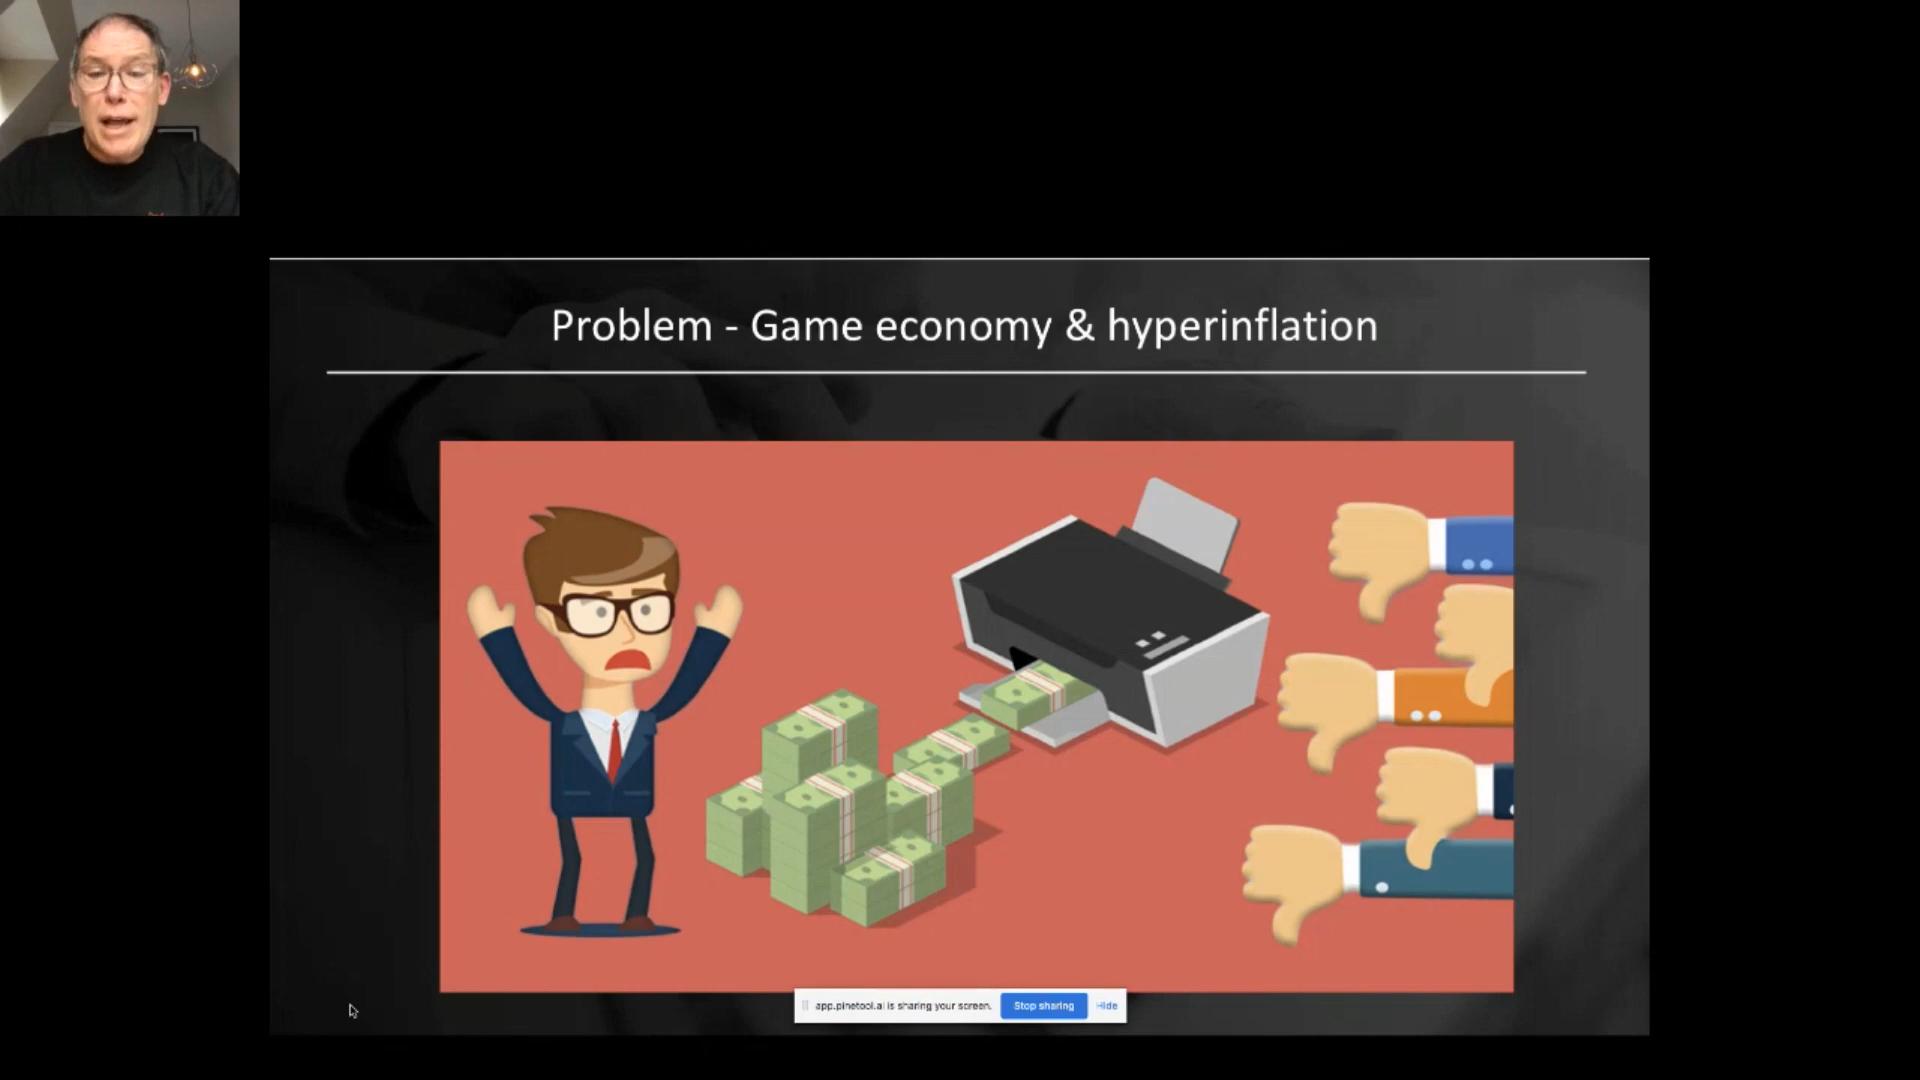 Problem - Game economy & hyperinflation
app.pinetool.ai is sharing your screen. Stop sharing Hide